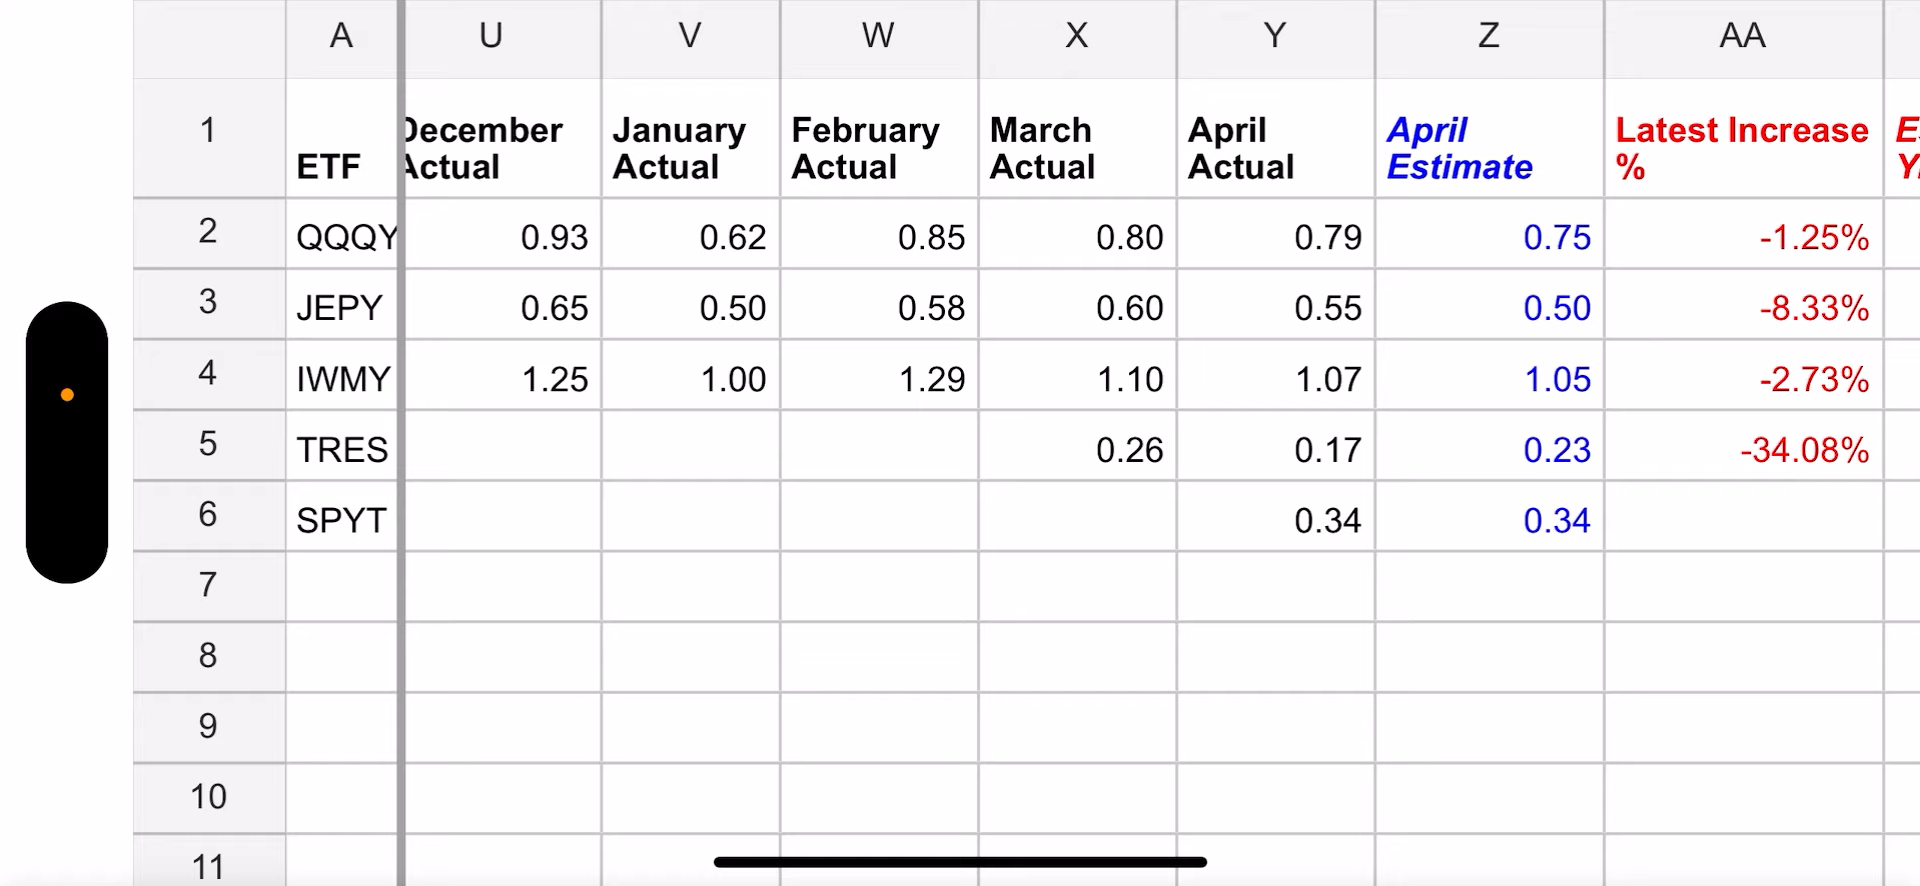 A U V W X Y Z AA
1 ETF December Actual January Actual February Actual March Actual April Actual April Estimate Latest Increase %
2 QQQY 0.93 0.62 0.85 0.80 0.79 0.75 -1.25%
3 JEPY 0.65 0.50 0.58 0.60 0.55 0.50 -8.33%
4 IWMY 1.25 1.00 1.29 1.10 1.07 1.05 -2.73%
5 TRES 0.26 0.17 0.23 -34.08%
6 SPYT 0.34 0.34
7
8
9
10
11